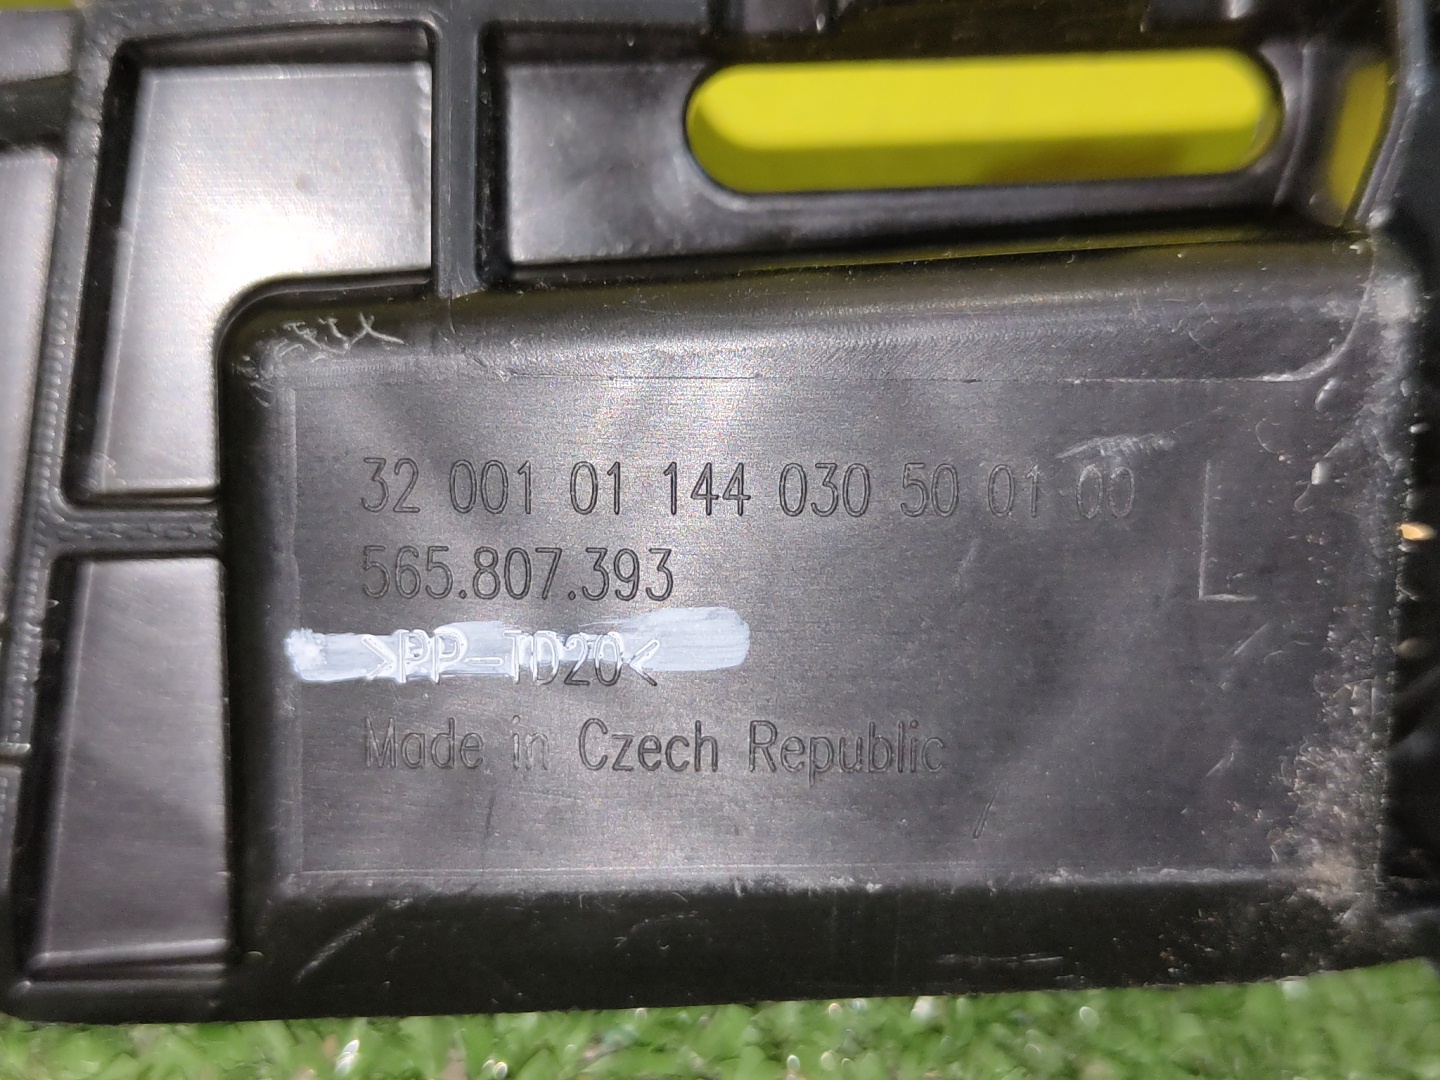 32 001 01 144 030 50 01 00
565.807.393
>PP-TD20<
Made in Czech Republic
L